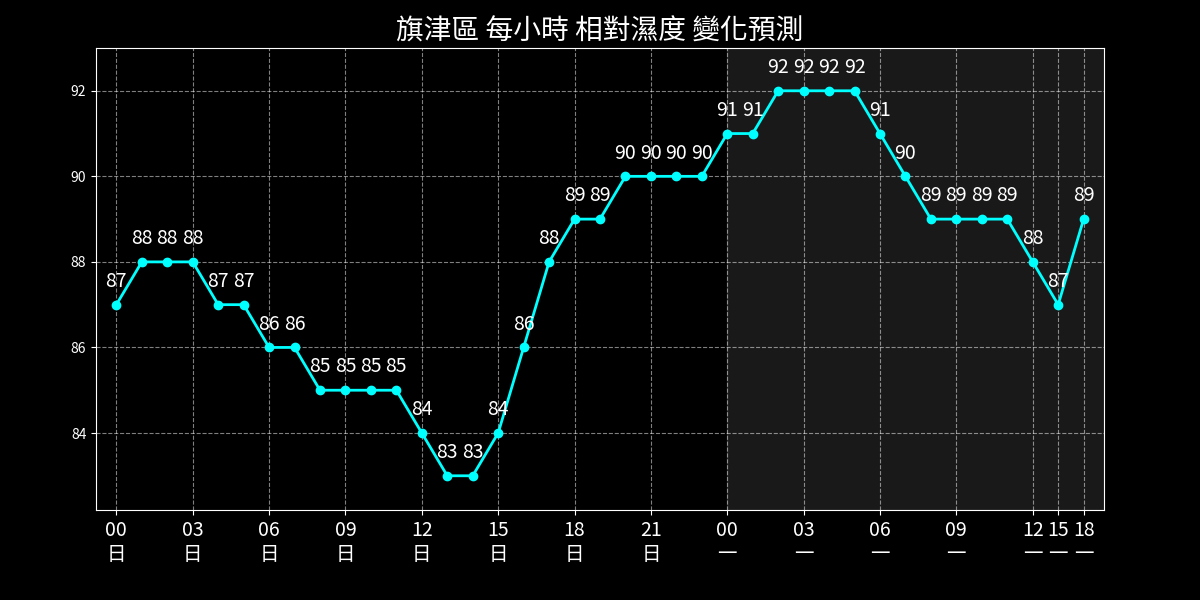 旗津區 每小時 相對濕度 變化預測
92 92 92 92
92
91 91 91
90 90 90 90 90
90
89 89 89 89 89 89 89
88 88 88 88 88
88
87 87 87 87
86 86 86
86
85 85 85 85
84 84
84
83 83
00 03 06 09 12 15 18 21 00 03 06 09 12 15 18
日 日 日 日 日 日 日 日 一 一 一 一 一 一 一